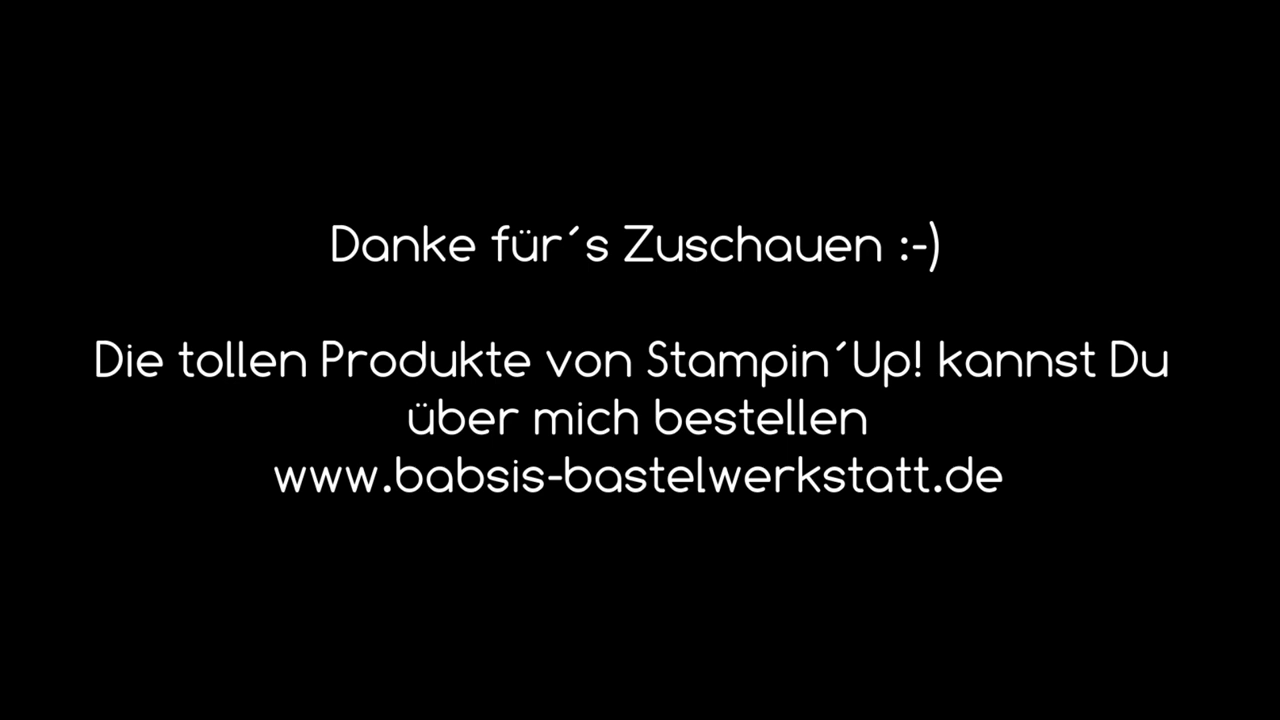 Danke für´s Zuschauen :-)
Die tollen Produkte von Stampin´Up! kannst Du
über mich bestellen
www.babsis-bastelwerkstatt.de